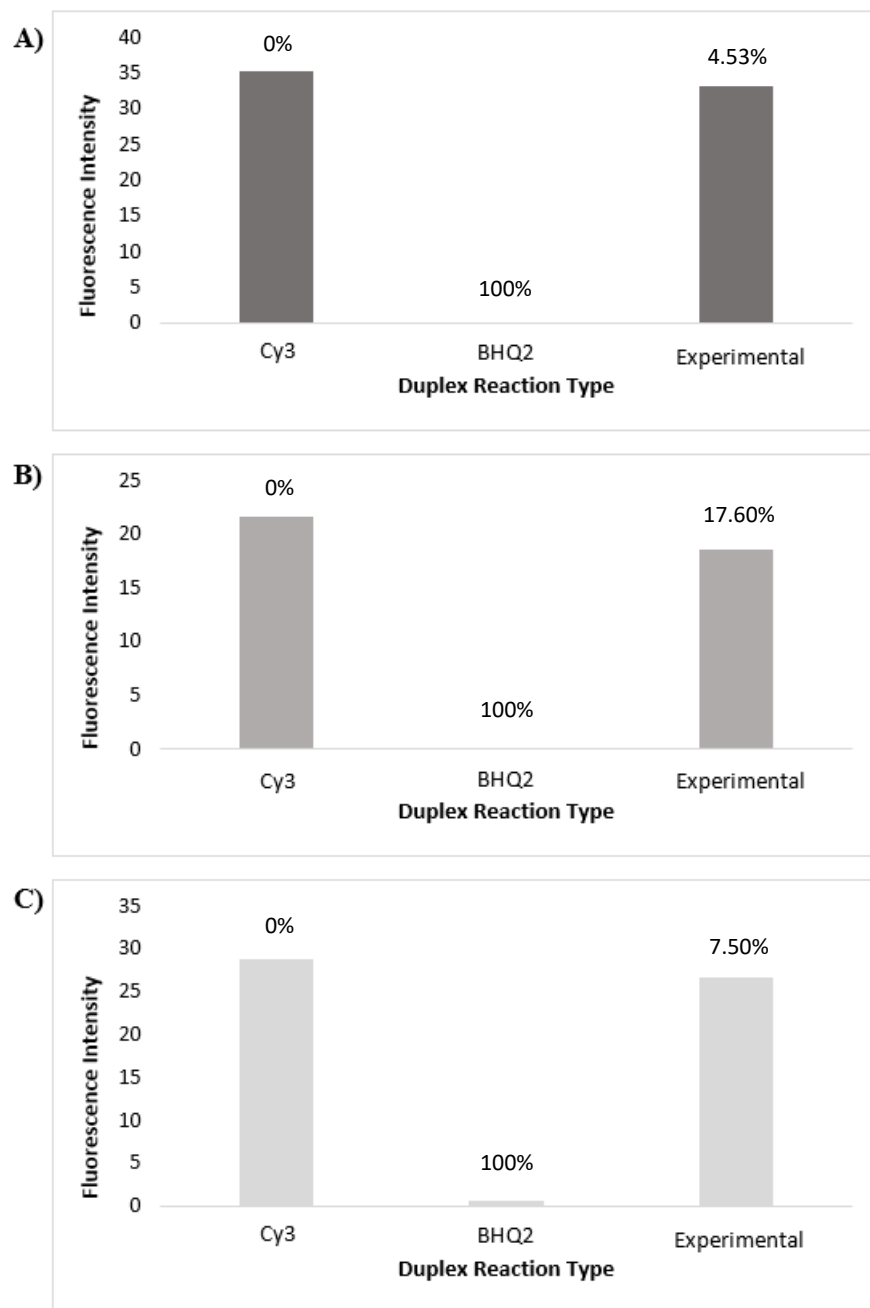 A)
Fluorescence Intensity
40
35
30
25
20
15
10
5
0
0%
100%
4.53%
Cy3
BHQ2
Experimental
Duplex Reaction Type
B)
Fluorescence Intensity
25
20
15
10
5
0
0%
100%
17.60%
Cy3
BHQ2
Experimental
Duplex Reaction Type
C)
Fluorescence Intensity
35
30
25
20
15
10
5
0
0%
100%
7.50%
Cy3
BHQ2
Experimental
Duplex Reaction Type